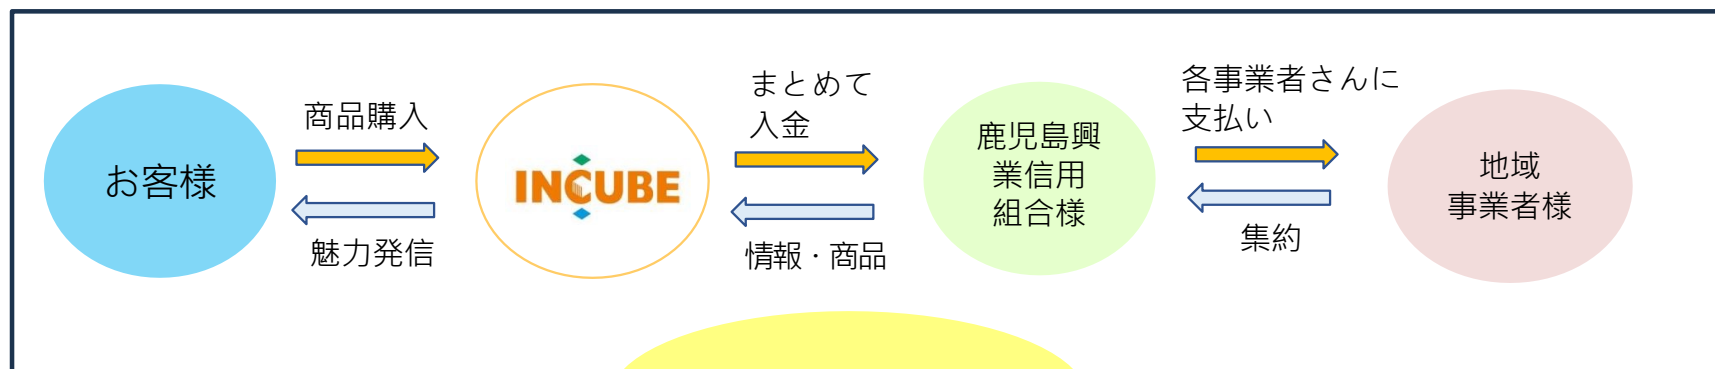 お客様
商品購入
魅力発信
INCUBE
まとめて
入金
情報・商品
鹿児島興
業信用
組合様
各事業者さんに
支払い
集約
地域
事業者様